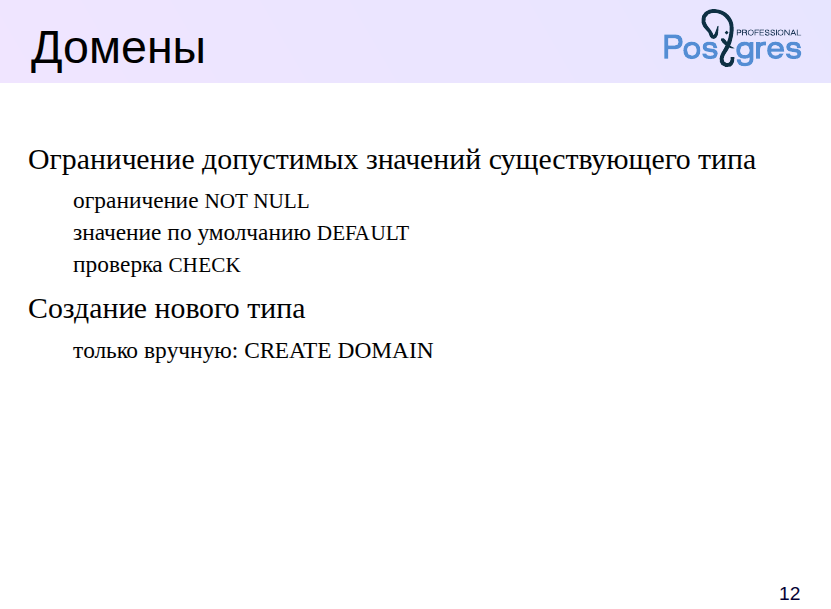 Домены
PROFESSIONAL
Postgres
Ограничение допустимых значений существующего типа
ограничение NOT NULL
значение по умолчанию DEFAULT
проверка CHECK
Создание нового типа
только вручную: CREATE DOMAIN
12